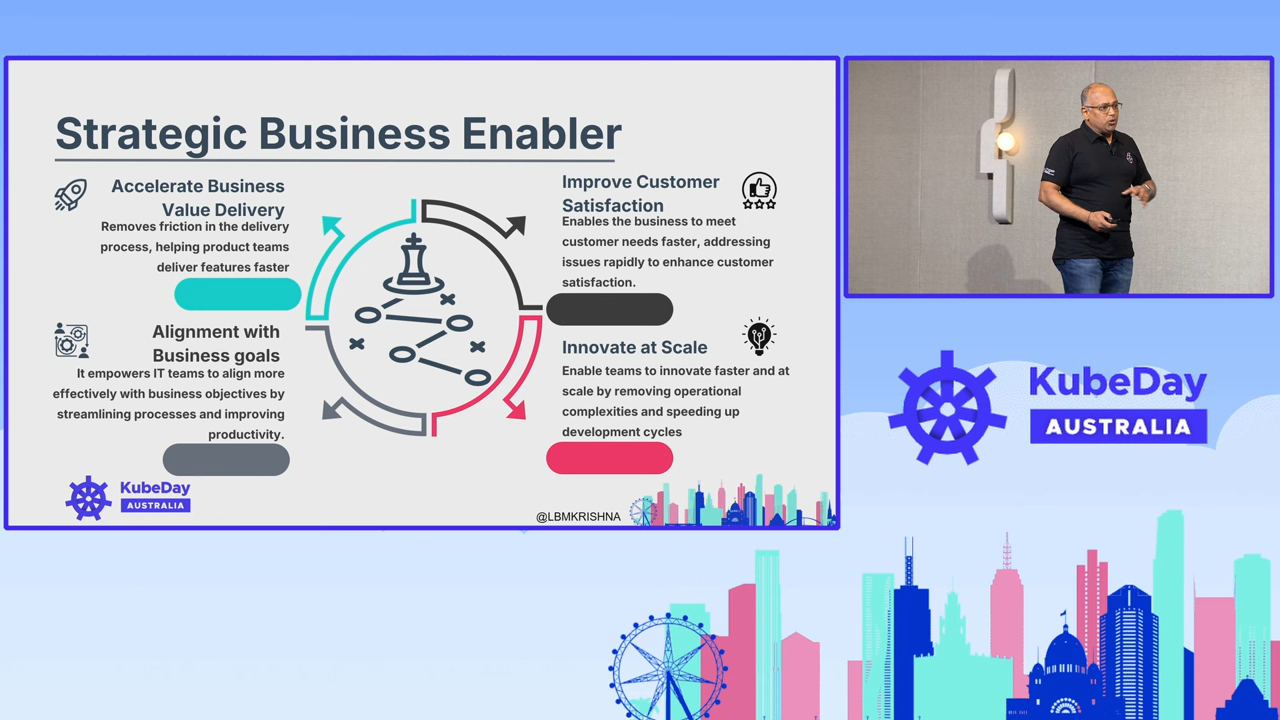 Strategic Business Enabler
Accelerate Business
Value Delivery
Removes friction in the delivery
process, helping product teams
deliver features faster
Improve Customer
Satisfaction
Enables the business to meet
customer needs faster, addressing
issues rapidly to enhance customer
satisfaction.
Alignment with
Business goals
It empowers IT teams to align more
effectively with business objectives by
streamlining processes and improving
productivity.
Innovate at Scale
Enable teams to innovate faster and at
scale by removing operational
complexities and speeding up
development cycles
KubeDay
AUSTRALIA
@LBMKRISHNA
KubeDay
AUSTRALIA